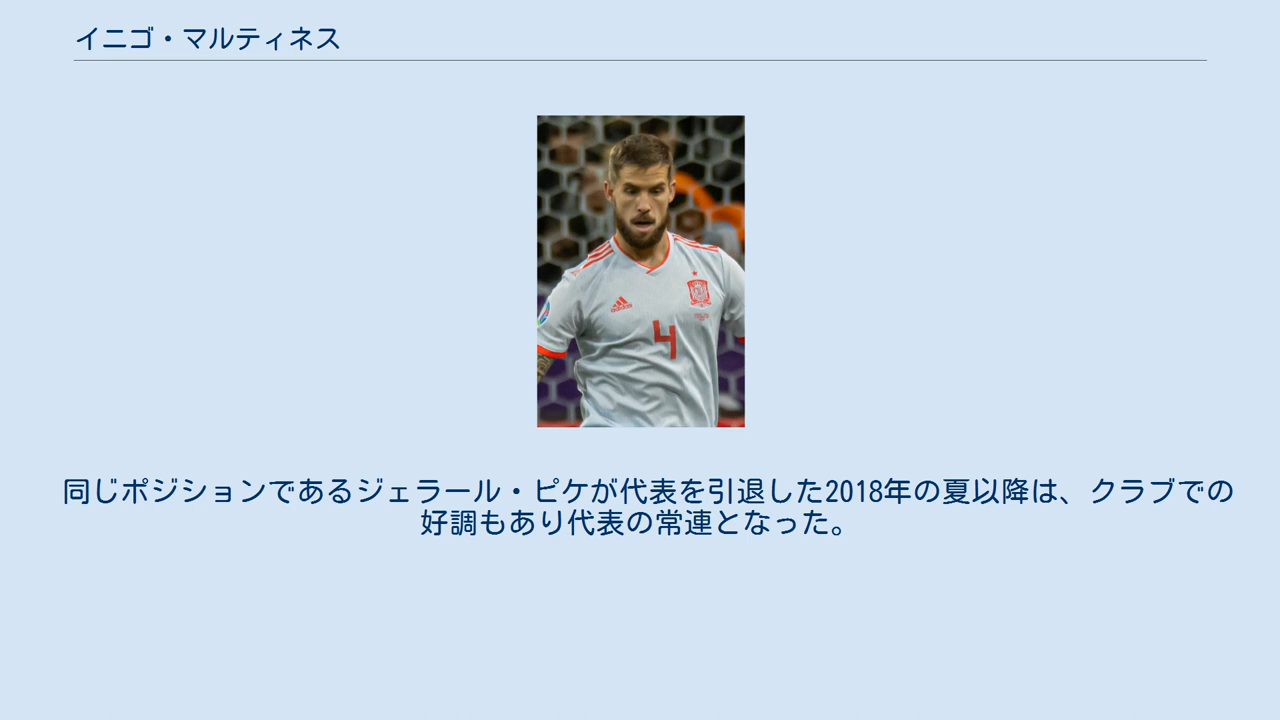 イニゴ・マルティネス
adidas
4
同じポジションであるジェラール・ピケが代表を引退した2018年の夏以降は、クラブでの
好調もあり代表の常連となった。